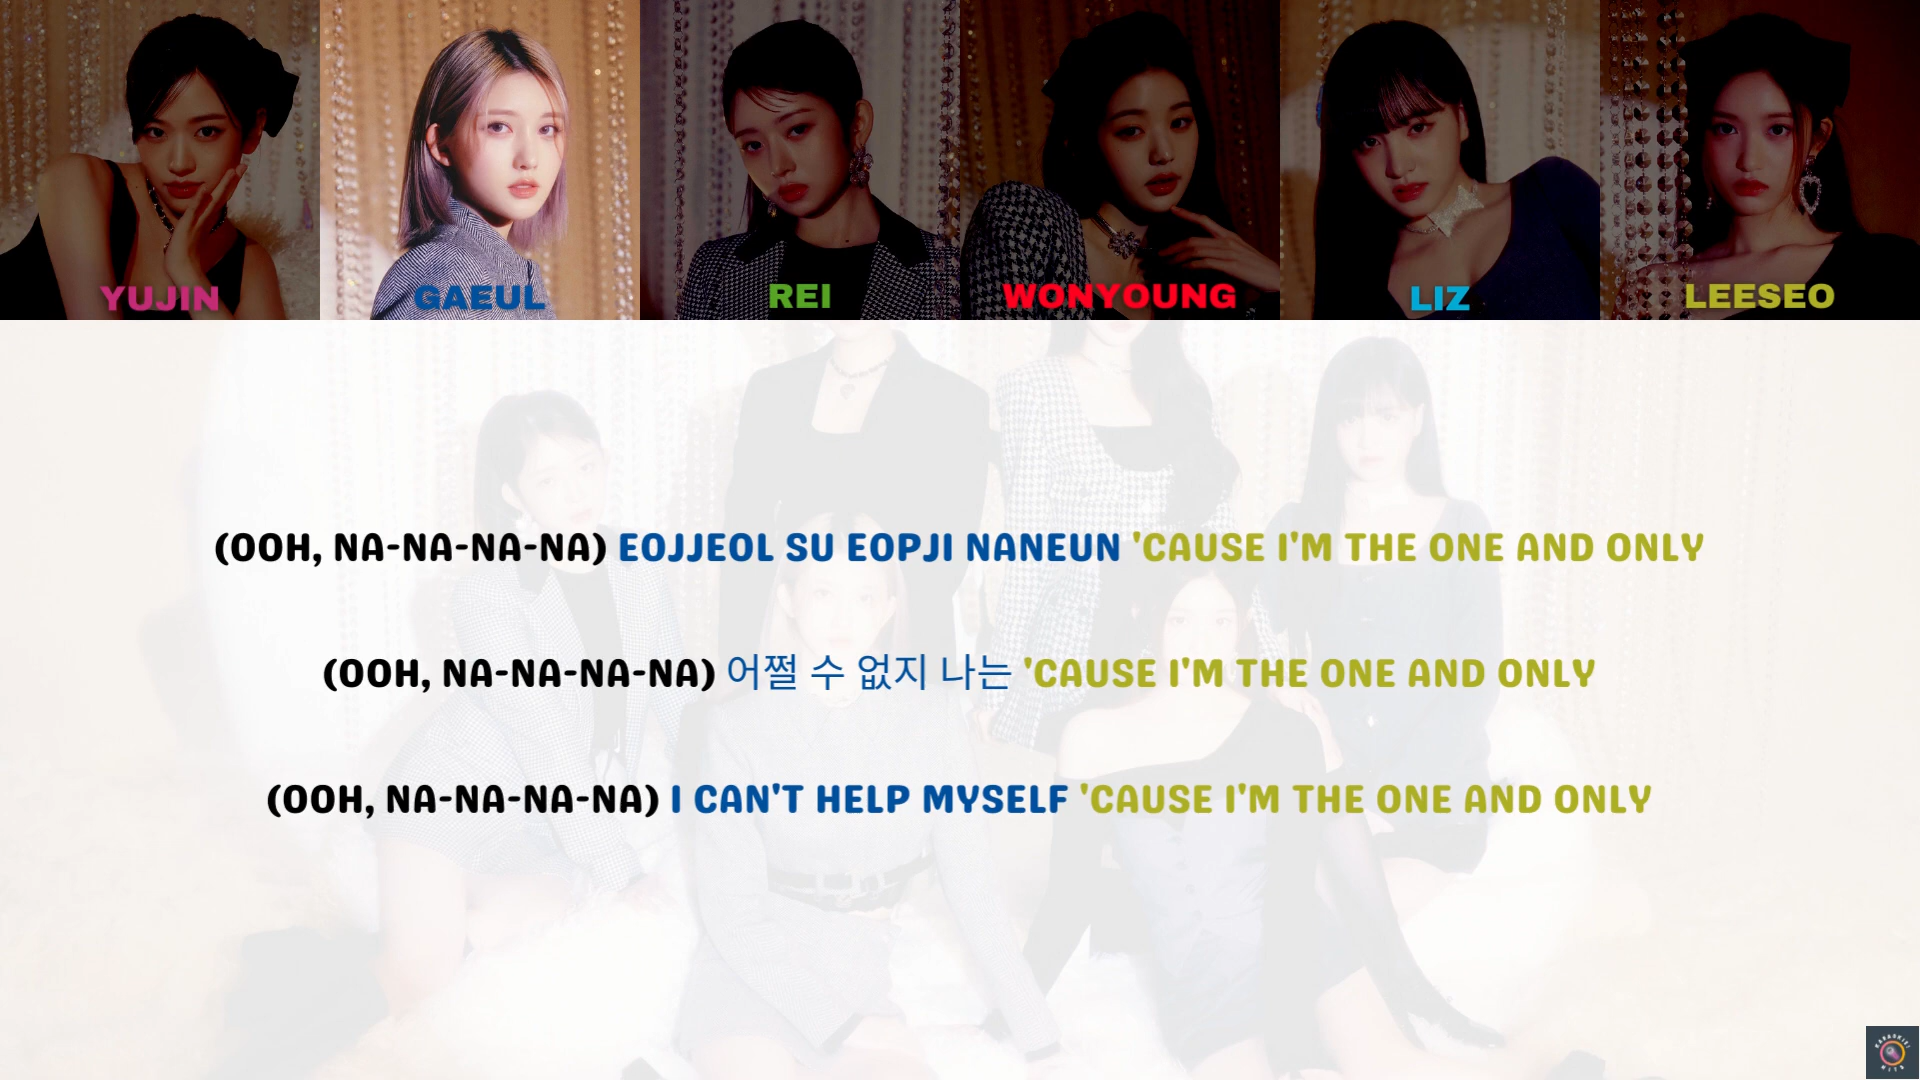 YUJIN GAEUL REI WONYOUNG LIZ LEESEO
(OOH, NA-NA-NA-NA) EOJJEOL SU EOPJI NANEUN 'CAUSE I'M THE ONE AND ONLY
(OOH, NA-NA-NA-NA) 어쩔 수 없지 나는 'CAUSE I'M THE ONE AND ONLY
(OOH, NA-NA-NA-NA) I CAN'T HELP MYSELF 'CAUSE I'M THE ONE AND ONLY